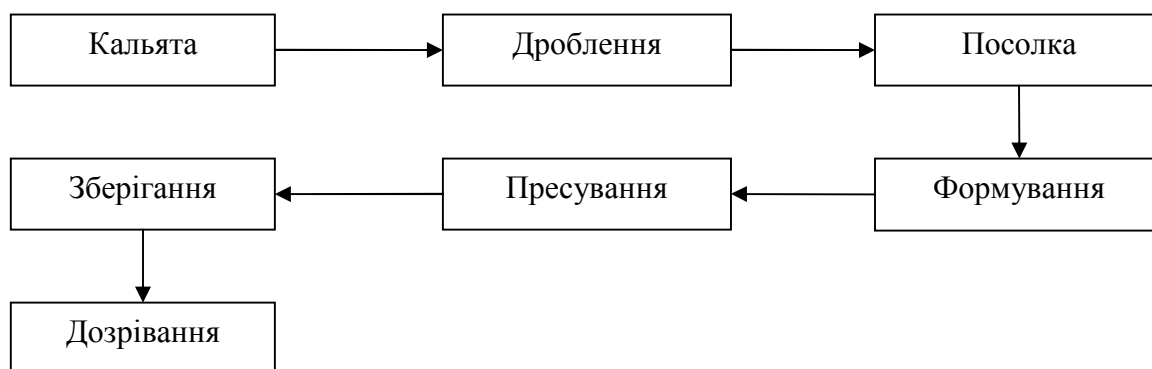 Кальята
Дроблення
Посолка
Формування
Пресування
Зберігання
Дозрівання